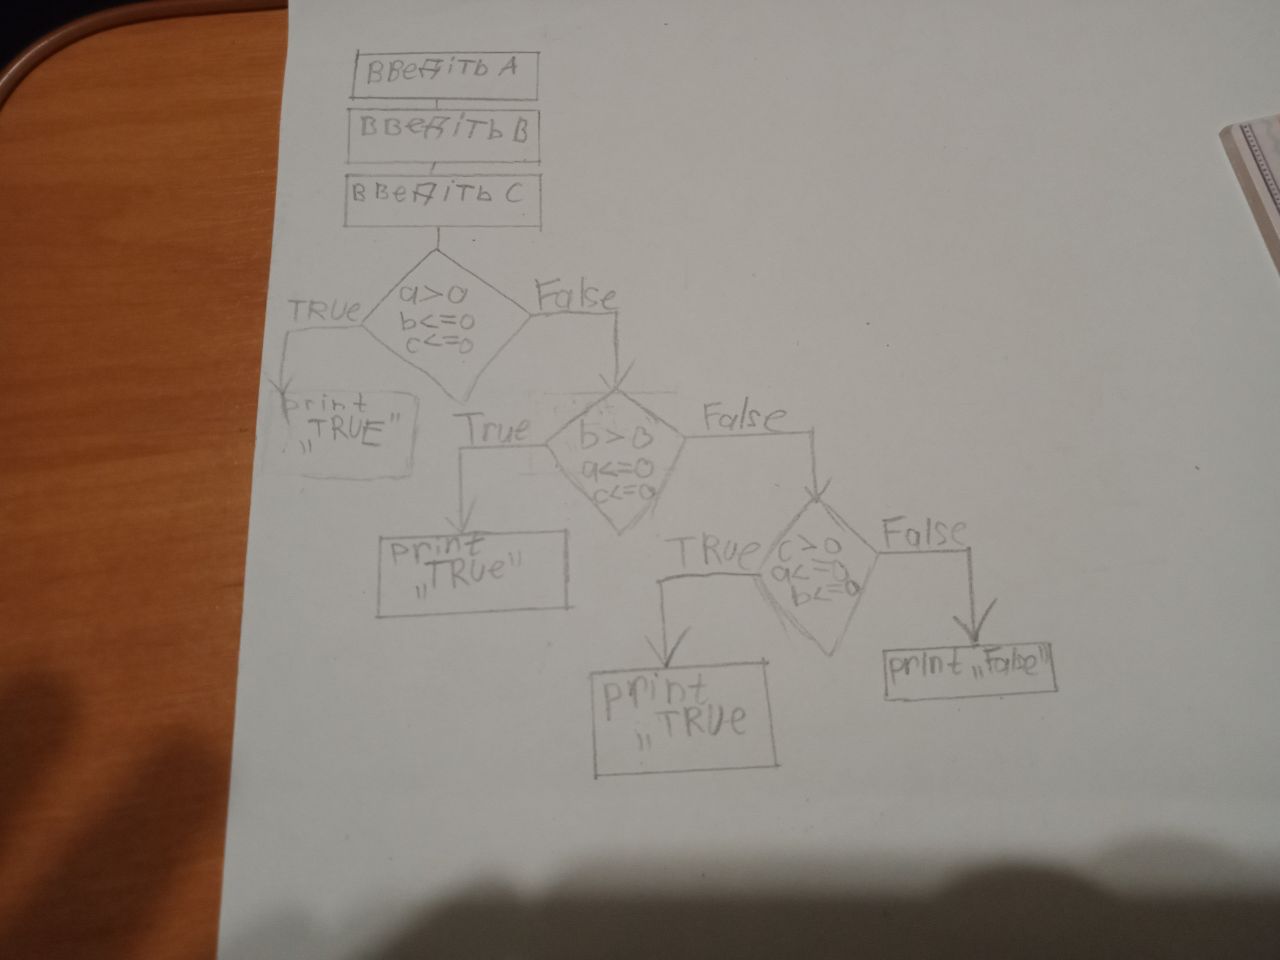 ввеДіТЬ A
ввеДіТЬ B
ввеДіТЬ C
a>0
b<=0
c<=0
TRUe
False
print
„TRUE"
b>0
a<=0
c<=0
True
False
print
„TRUe"
c>0
a<=0
b<=0
TRUe
False
print
„TRUe
print „False"